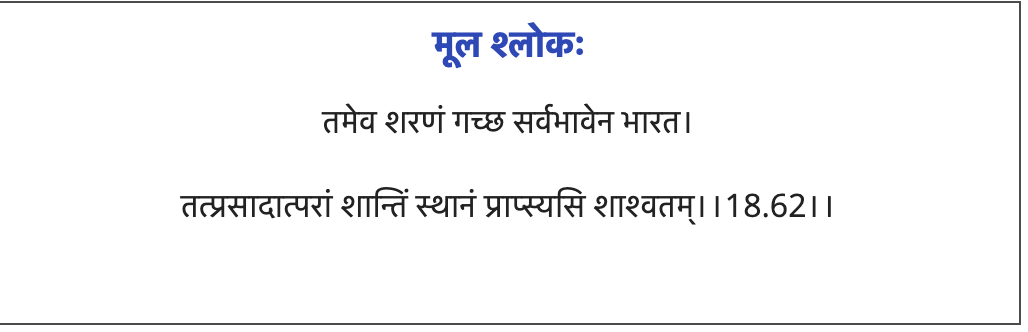 मूल श्लोकः
तमेव शरणं गच्छ सर्वभावेन भारत।
तत्प्रसादात्परां शान्तिं स्थानं प्राप्स्यसि शाश्वतम्।।18.62।।